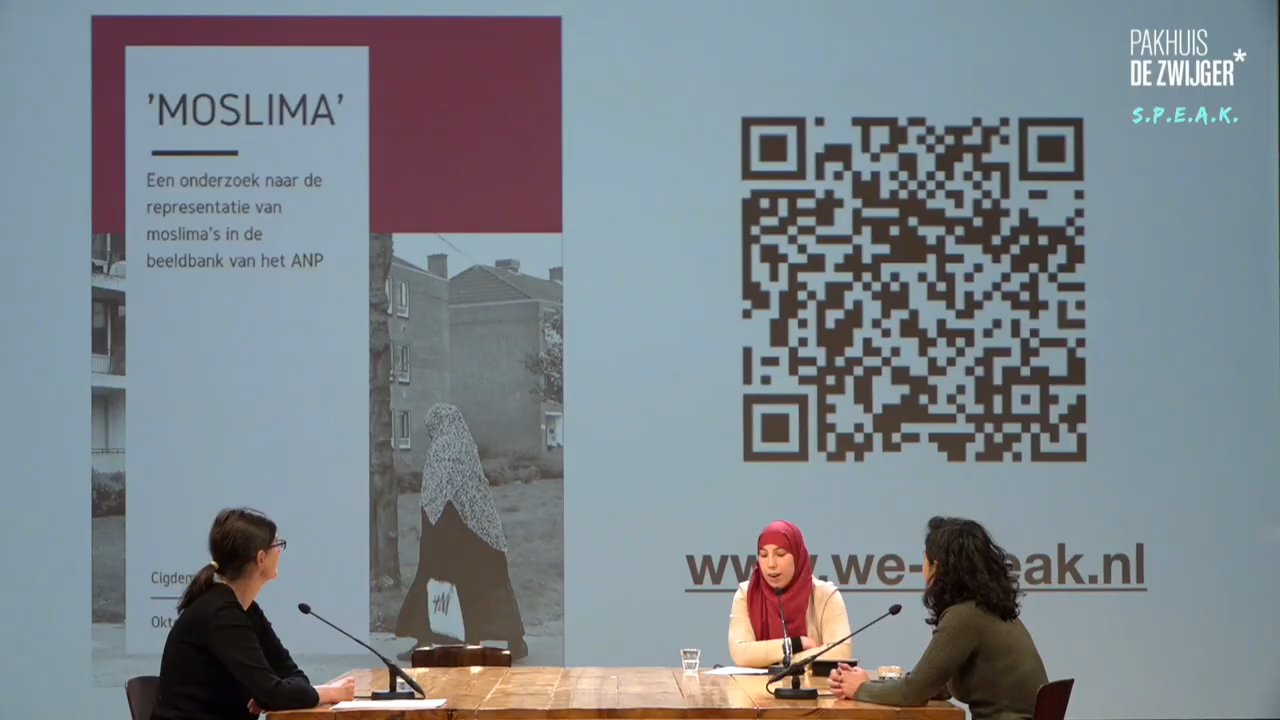 'MOSLIMA'
Een onderzoek naar de
representatie van
moslima's in de
beeldbank van het ANP
H&M
PAKHUIS
DE ZWIJGER*
S.P.E.A.K.